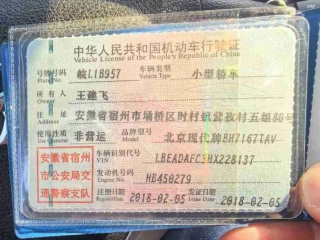 中华人民共和国机动车行驶证
Vehicle License of the People's Republic of China
号牌号码 皖L1B957 车辆类型 小型轿车
Plate No. Vehicle Type
所有人 王建飞
Owner
住址 安徽省宿州市埇桥区时村镇营孜村五组80号
Address
使用性质 非营运 品牌型号 北京现代牌BH7167TAV
Use Character Model
安徽省宿州
市公安局交
通警察支队
车辆识别代号 LBEADAFC3HX228137
VIN
发动机号码 HB450279
Engine No.
注册日期 2018-02-05 发证日期 2018-02-05
Register Date Issue Date